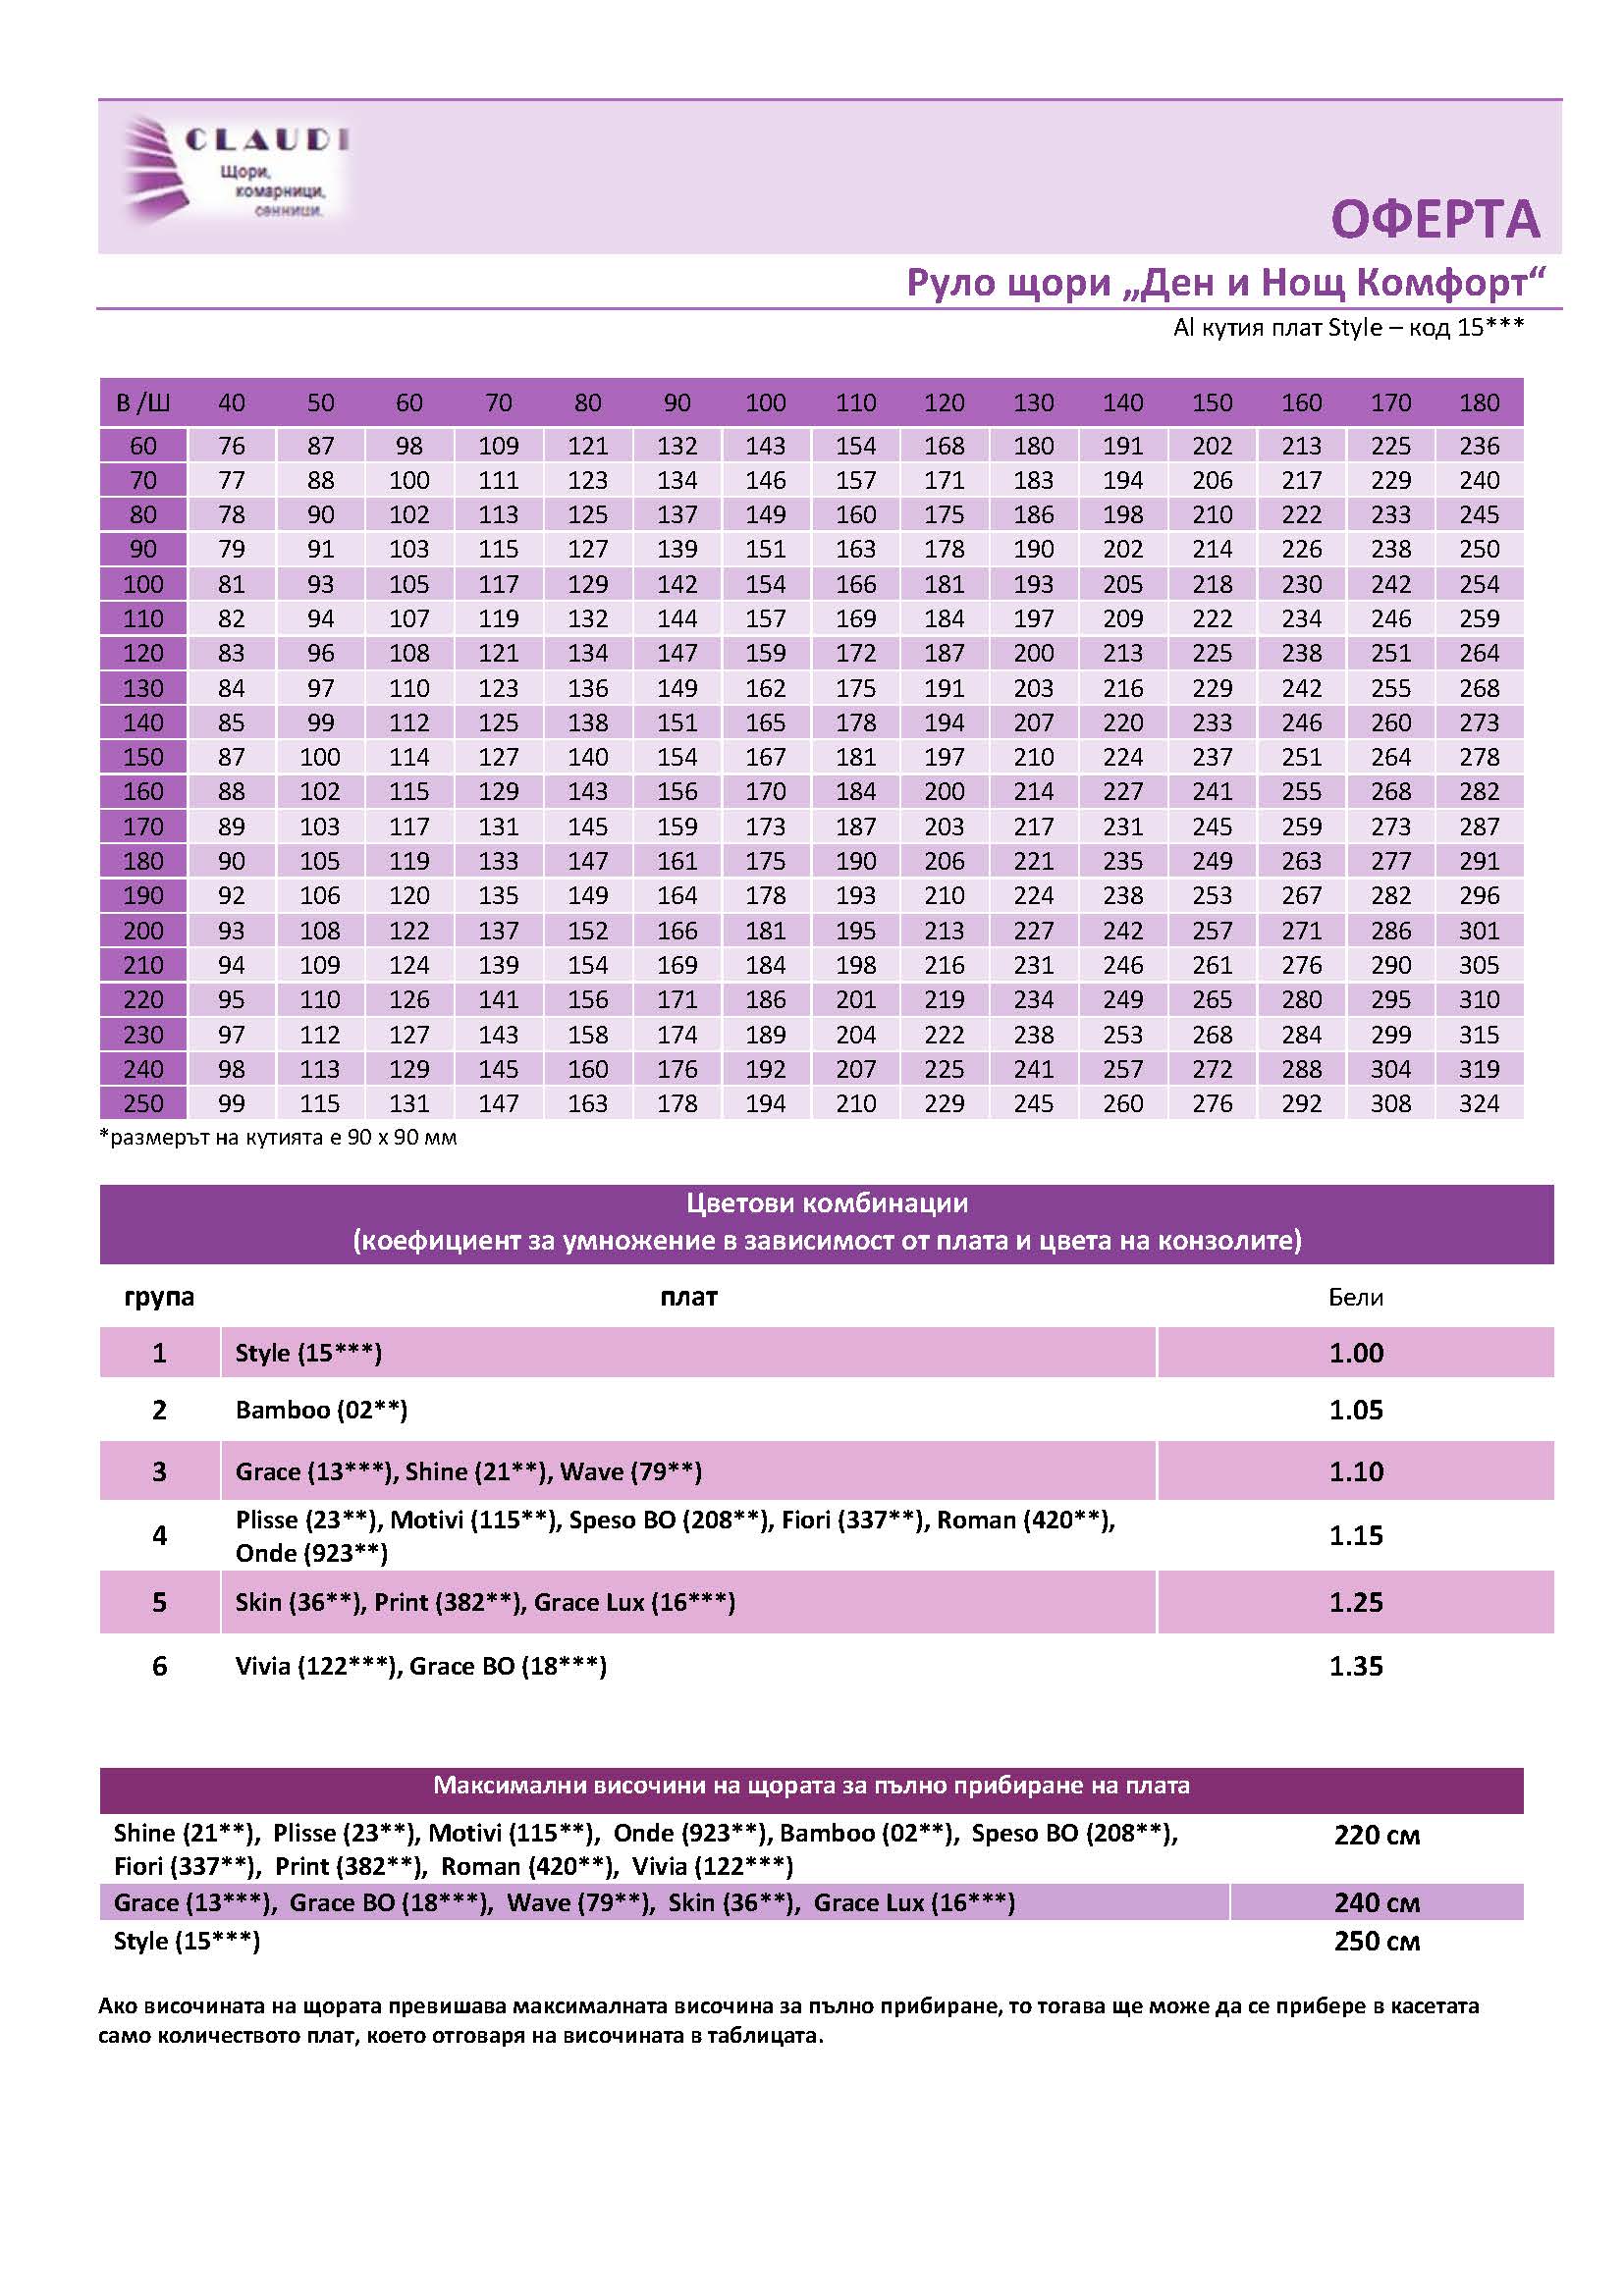 CLAUDI
Щори,
комарници,
сенници.
ОФЕРТА
Руло щори „Ден и Нощ Комфорт“
Al кутия плат Style – код 15***
В /Ш 40 50 60 70 80 90 100 110 120 130 140 150 160 170 180
60 76 87 98 109 121 132 143 154 168 180 191 202 213 225 236
70 77 88 100 111 123 134 146 157 171 183 194 206 217 229 240
80 78 90 102 113 125 137 149 160 175 186 198 210 222 233 245
90 79 91 103 115 127 139 151 163 178 190 202 214 226 238 250
100 81 93 105 117 129 142 154 166 181 193 205 218 230 242 254
110 82 94 107 119 132 144 157 169 184 197 209 222 234 246 259
120 83 96 108 121 134 147 159 172 187 200 213 225 238 251 264
130 84 97 110 123 136 149 162 175 191 203 216 229 242 255 268
140 85 99 112 125 138 151 165 178 194 207 220 233 246 260 273
150 87 100 114 127 140 154 167 181 197 210 224 237 251 264 278
160 88 102 115 129 143 156 170 184 200 214 227 241 255 268 282
170 89 103 117 131 145 159 173 187 203 217 231 245 259 273 287
180 90 105 119 133 147 161 175 190 206 221 235 249 263 277 291
190 92 106 120 135 149 164 178 193 210 224 238 253 267 282 296
200 93 108 122 137 152 166 181 195 213 227 242 257 271 286 301
210 94 109 124 139 154 169 184 198 216 231 246 261 276 290 305
220 95 110 126 141 156 171 186 201 219 234 249 265 280 295 310
230 97 112 127 143 158 174 189 204 222 238 253 268 284 299 315
240 98 113 129 145 160 176 192 207 225 241 257 272 288 304 319
250 99 115 131 147 163 178 194 210 229 245 260 276 292 308 324
*размерът на кутията е 90 х 90 мм
Цветови комбинации
(коефициент за умножение в зависимост от плата и цвета на конзолите)
група плат Бели
1 Style (15***) 1.00
2 Bamboo (02**) 1.05
3 Grace (13***), Shine (21**), Wave (79**) 1.10
4 Plisse (23**), Motivi (115**), Speso BO (208**), Fiori (337**), Roman (420**), 1.15
Onde (923**)
5 Skin (36**), Print (382**), Grace Lux (16***) 1.25
6 Vivia (122***), Grace BO (18***) 1.35
Максимални височини на щората за пълно прибиране на плата
Shine (21**), Plisse (23**), Motivi (115**), Onde (923**), Bamboo (02**), Speso BO (208**), 220 см
Fiori (337**), Print (382**), Roman (420**), Vivia (122***)
Grace (13***), Grace BO (18***), Wave (79**), Skin (36**), Grace Lux (16***) 240 см
Style (15***) 250 см
Ако височината на щората превишава максималната височина за пълно прибиране, то тогава ще може да се прибере в касетата
само количеството плат, което отговаря на височината в таблицата.